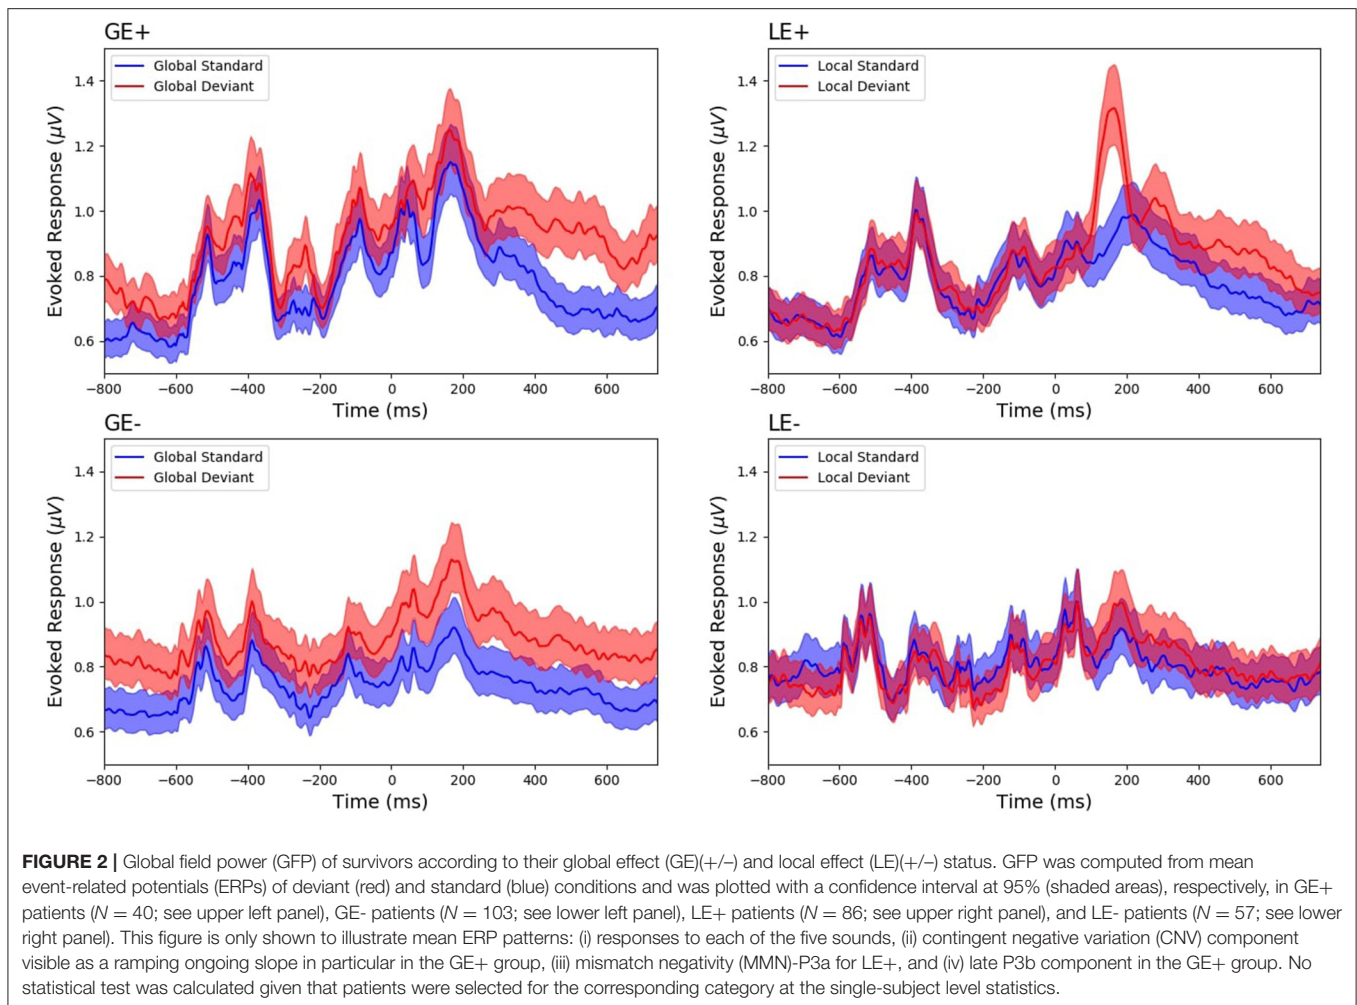 GE+
Global Standard
Global Deviant
Evoked Response (µV)
1.4
1.2
1.0
0.8
0.6
−800 −600 −400 −200 0 200 400 600
Time (ms)
LE+
Local Standard
Local Deviant
Evoked Response (µV)
1.4
1.2
1.0
0.8
0.6
−800 −600 −400 −200 0 200 400 600
Time (ms)
GE-
Global Standard
Global Deviant
Evoked Response (µV)
1.4
1.2
1.0
0.8
0.6
−800 −600 −400 −200 0 200 400 600
Time (ms)
LE-
Local Standard
Local Deviant
Evoked Response (µV)
1.4
1.2
1.0
0.8
0.6
−800 −600 −400 −200 0 200 400 600
Time (ms)
FIGURE 2 | Global field power (GFP) of survivors according to their global effect (GE)(+/–) and local effect (LE)(+/–) status. GFP was computed from mean
event-related potentials (ERPs) of deviant (red) and standard (blue) conditions and was plotted with a confidence interval at 95% (shaded areas), respectively, in GE+
patients (N = 40; see upper left panel), GE- patients (N = 103; see lower left panel), LE+ patients (N = 86; see upper right panel), and LE- patients (N = 57; see lower
right panel). This figure is only shown to illustrate mean ERP patterns: (i) responses to each of the five sounds, (ii) contingent negative variation (CNV) component
visible as a ramping ongoing slope in particular in the GE+ group, (iii) mismatch negativity (MMN)-P3a for LE+, and (iv) late P3b component in the GE+ group. No
statistical test was calculated given that patients were selected for the corresponding category at the single-subject level statistics.